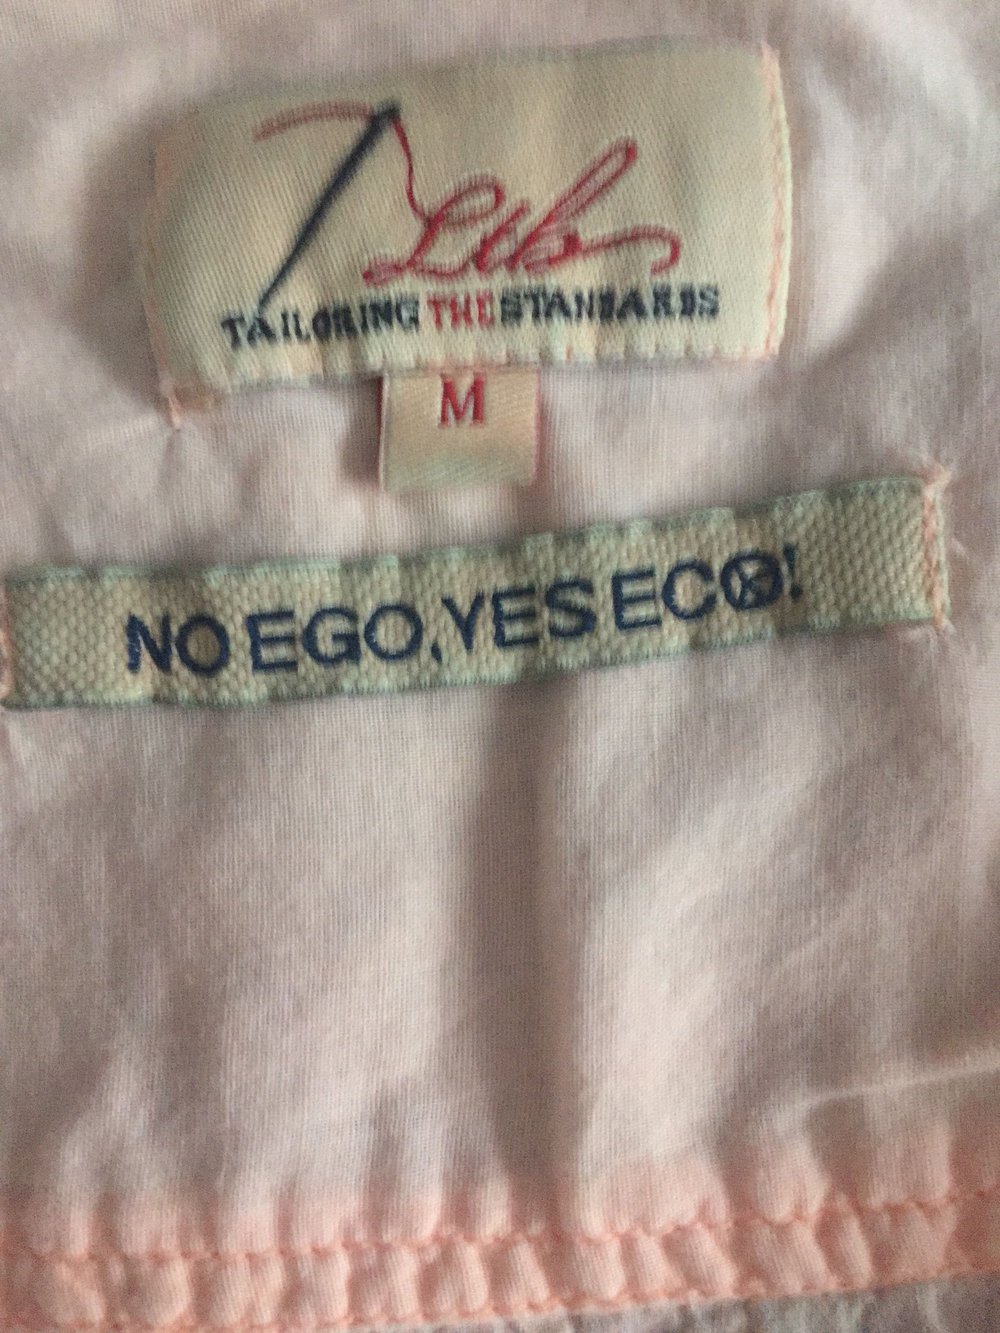 TAILORING THE STANDARDS
M
NO EGO, YES ECO!